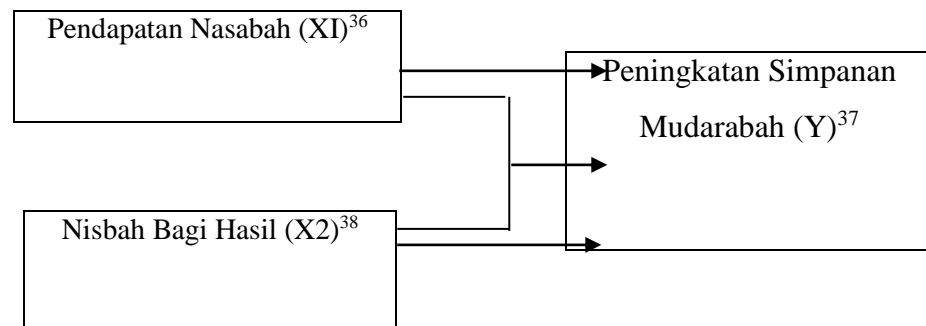 Pendapatan Nasabah (XI)36
Peningkatan Simpanan
Mudarabah (Y)37
Nisbah Bagi Hasil (X2)38